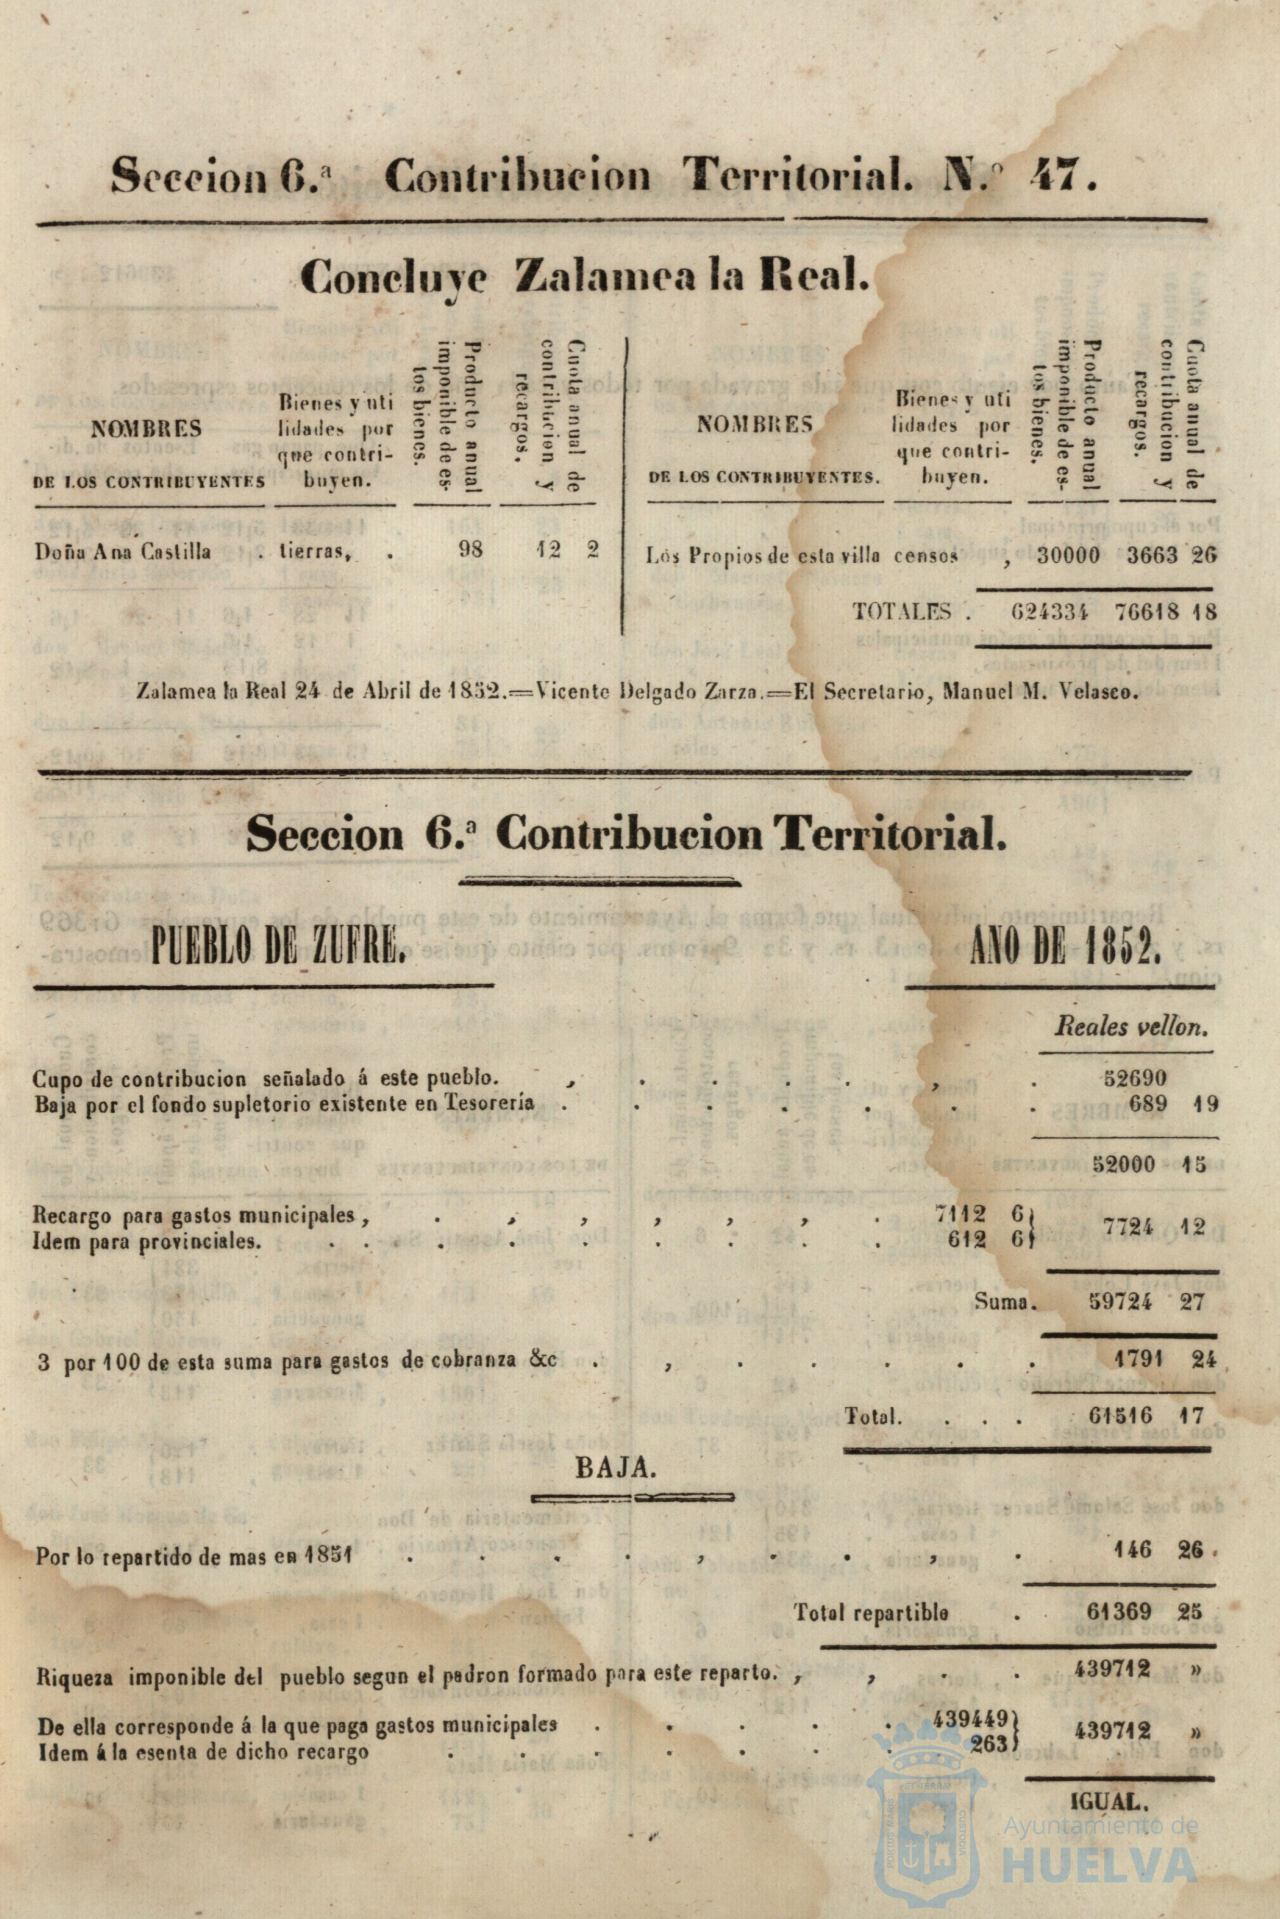 Seccion 6.ª Contribucion Territorial. N.º 47.
Concluye Zalamea la Real.
NOMBRES
DE LOS CONTRIBUYENTES
Bienes y uti
lidades por
que contri-
buyen.
Producto anual
imponible de es-
tos bienes.
Cuota anual de
contribucion y
recargos.
Doña Ana Castilla . tierras, . 98 12 2
NOMBRES
DE LOS CONTRIBUYENTES.
Bienes y uti
lidades por
que contri-
buyen.
Producto anual
imponible de es-
tos bienes.
Cuota anual de
contribucion y
recargos.
Los Propios de esta villa censos , 30000 3663 26
TOTALES . 624334 76618 18
Zalamea la Real 24 de Abril de 1852.=Vicente Delgado Zarza.=El Secretario, Manuel M. Velasco.
Seccion 6.ª Contribucion Territorial.
PUEBLO DE ZUFRE. AÑO DE 1852.
Reales vellon.
Cupo de contribucion señalado á este pueblo. , . . . . , . 52690
Baja por el fondo supletorio existente en Tesorería . . . . . . . 689 19
52000 15
Recargo para gastos municipales , . , , , , , . 7112 6
Idem para provinciales. . . . . . . . . . 612 6
7724 12
Suma. 59724 27
3 por 100 de esta suma para gastos de cobranza &c . , . . . . . 1791 24
Total. . . . 61516 17
BAJA.
Por lo repartido de mas en 1851 . . . . , . . , . 146 26 .
Total repartible . 61369 25
Riqueza imponible del pueblo segun el padron formado para este reparto. , , . . 439712 »
De ella corresponde á la que paga gastos municipales . . . . . 439449
Idem á la esenta de dicho recargo . . . . . . . 263
439712 »
IGUAL.
Ayuntamiento de
HUELVA